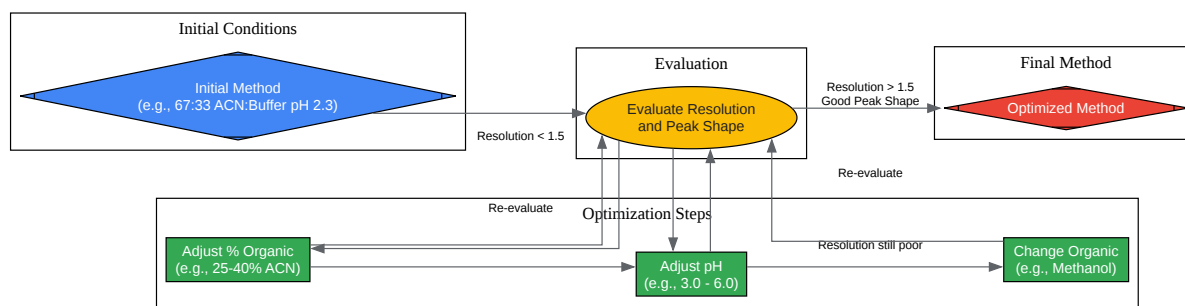 Initial Conditions
Initial Method
(e.g., 67:33 ACN:Buffer pH 2.3)
Resolution < 1.5
Evaluation
Evaluate Resolution
and Peak Shape
Resolution > 1.5
Good Peak Shape
Final Method
Optimized Method
Re-evaluate
Re-evaluate
Optimization Steps
Adjust % Organic
(e.g., 25-40% ACN)
Adjust pH
(e.g., 3.0 - 6.0)
Resolution still poor
Change Organic
(e.g., Methanol)